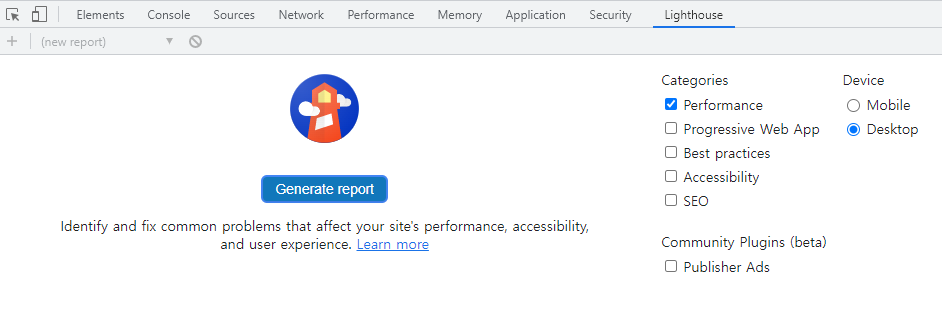 Elements Console Sources Network Performance Memory Application Security Lighthouse
(new report)
Categories
Performance
Progressive Web App
Best practices
Accessibility
SEO
Community Plugins (beta)
Publisher Ads
Device
Mobile
Desktop
Generate report
Identify and fix common problems that affect your site's performance, accessibility,
and user experience. Learn more